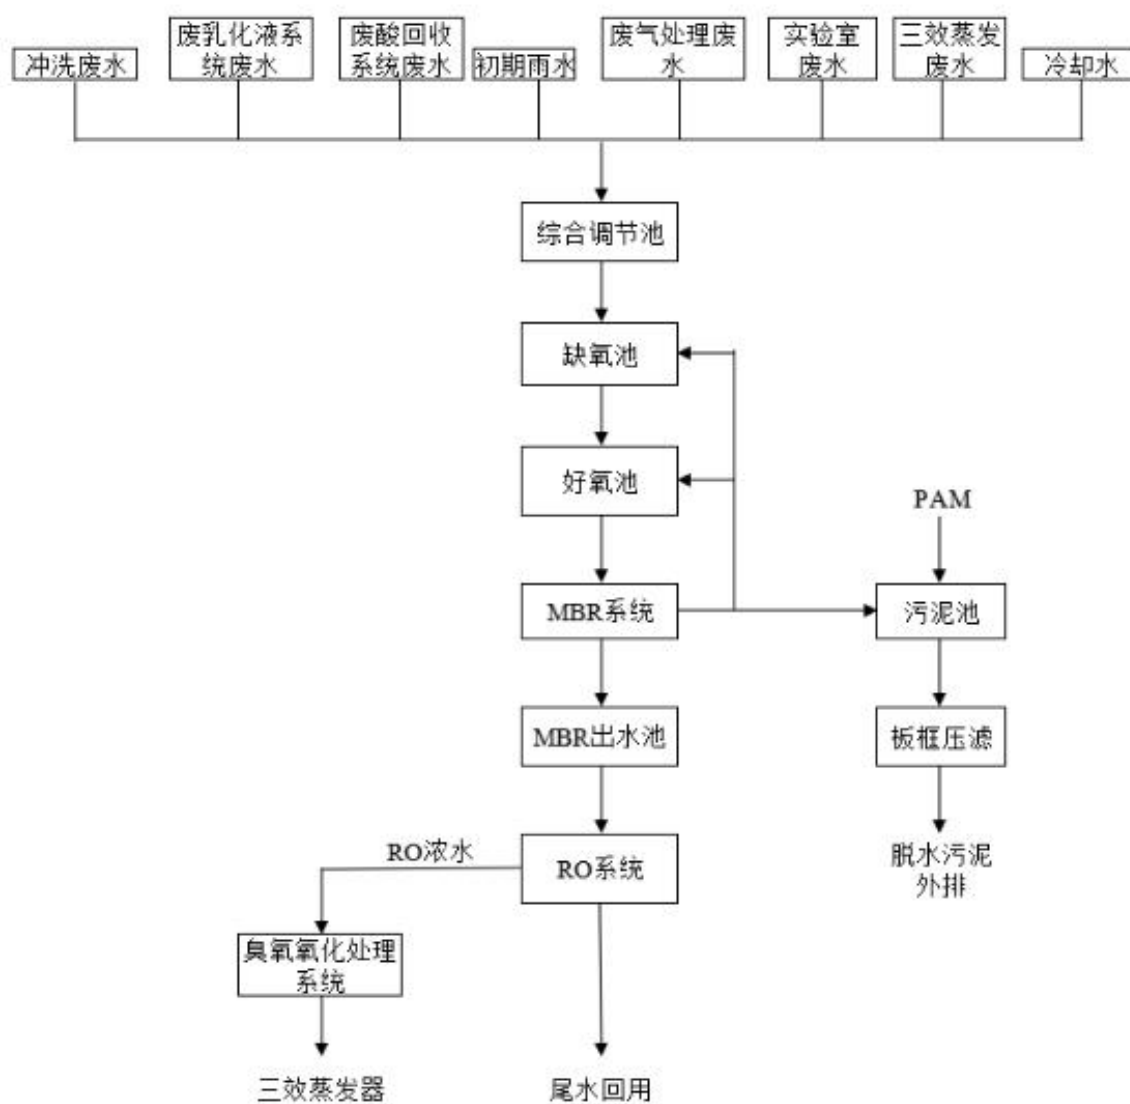 冲洗废水
废乳化液系
统废水
废酸回收
系统废水
初期雨水
废气处理废
水
实验室
废水
三效蒸发
废水
冷却水
综合调节池
缺氧池
好氧池
PAM
MBR系统
污泥池
MBR出水池
板框压滤
RO浓水
RO系统
脱水污泥
外排
臭氧氧化处理
系统
三效蒸发器
尾水回用